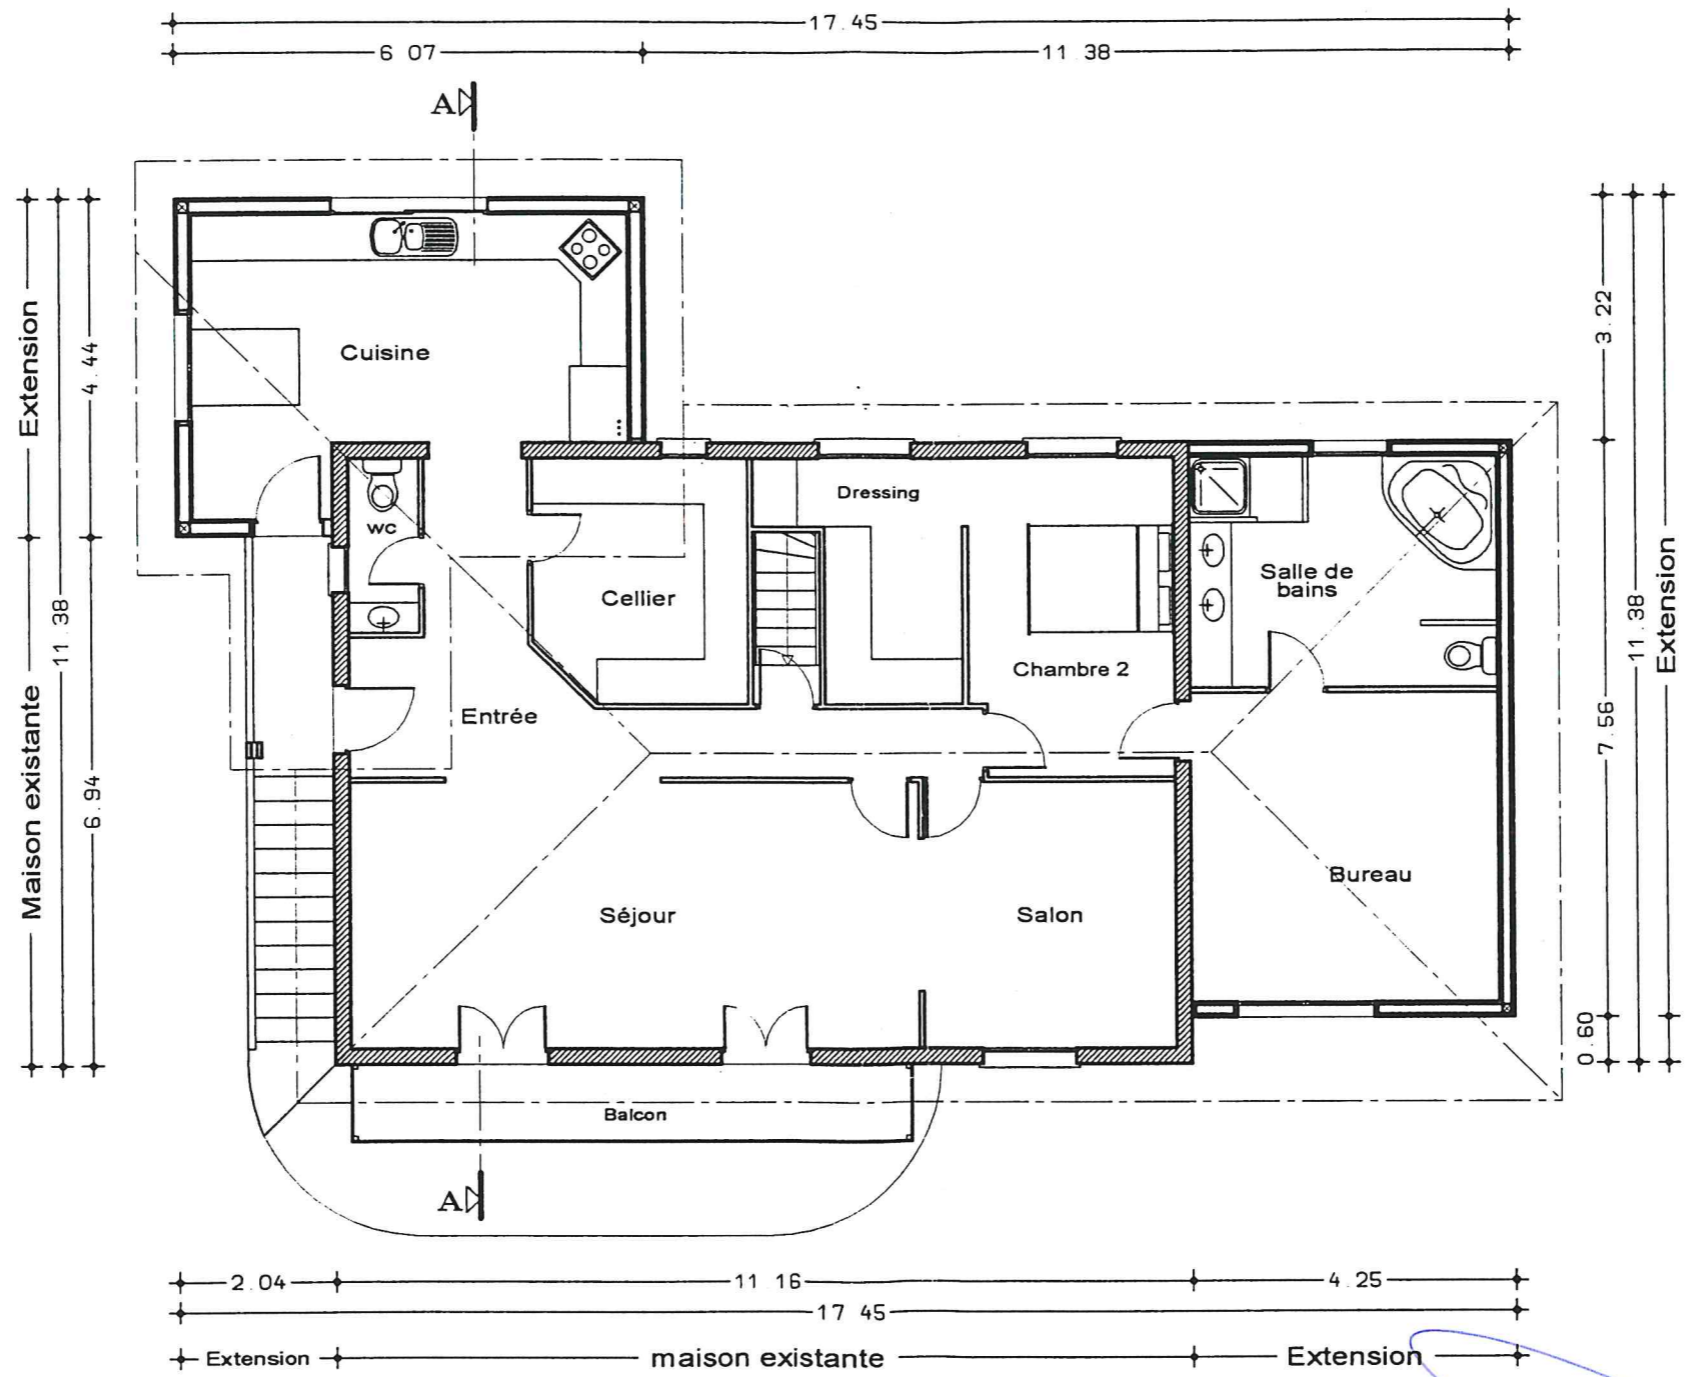 17.45
6 07
11 38
A
Extension
4.44
3.22
Cuisine
WC
Dressing
Cellier
Salle de
bains
Chambre 2
Entrée
Maison existante
11.38
6.94
7.56
11.38
Extension
Séjour
Salon
Bureau
0.60
Balcon
A
2.04
11 16
4.25
17 45
Extension
maison existante
Extension